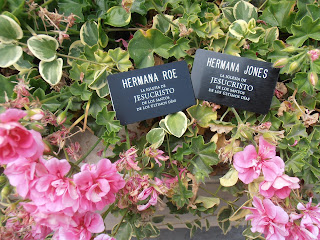 HERMANA ROE
LA IGLESIA DE
JESUCRISTO
DE LOS SANTOS
DE LOS ÚLTIMOS DÍAS
HERMANA JONES
LA IGLESIA DE
JESUCRISTO
DE LOS SANTOS
DE LOS ÚLTIMOS DÍAS